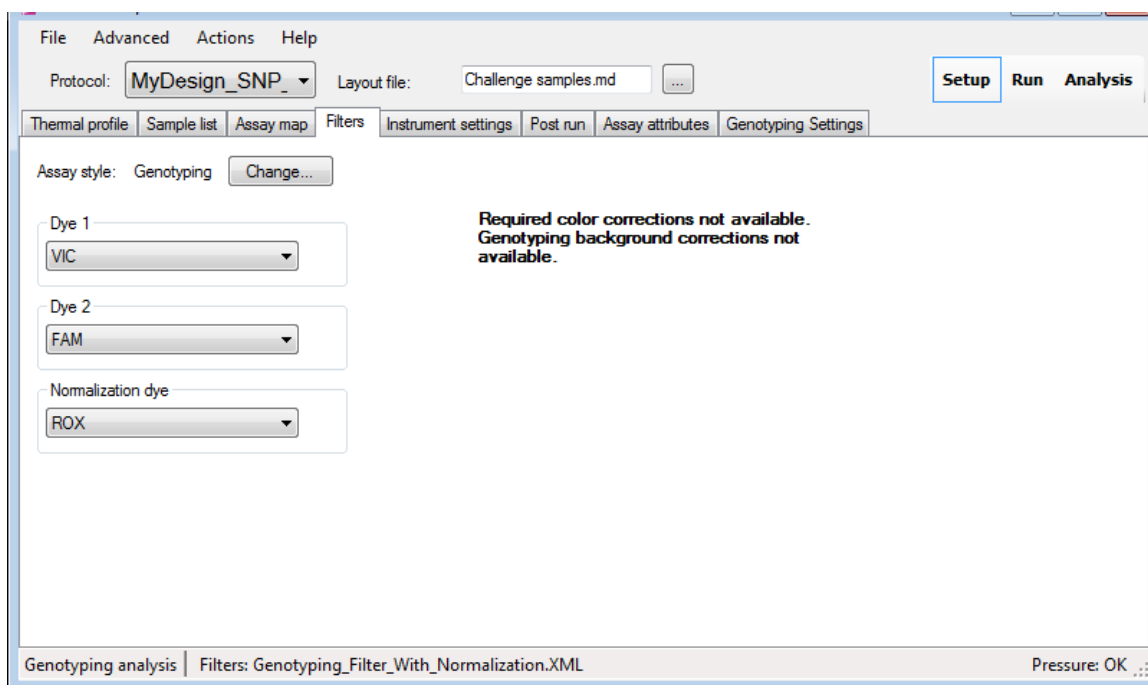 File Advanced Actions Help
Protocol: MyDesign_SNP_ Layout file: Challenge samples.md ... Setup Run Analysis
Thermal profile Sample list Assay map Filters Instrument settings Post run Assay attributes Genotyping Settings
Assay style: Genotyping Change...
Dye 1
VIC
Required color corrections not available.
Genotyping background corrections not
available.
Dye 2
FAM
Normalization dye
ROX
Genotyping analysis Filters: Genotyping_Filter_With_Normalization.XML Pressure: OK